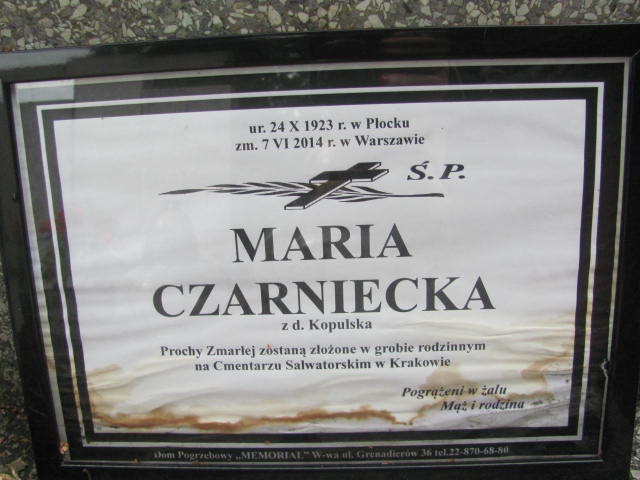 ur. 24 X 1923 r. w Płocku
zm. 7 VI 2014 r. w Warszawie
Ś.P.
MARIA
CZARNIECKA
z d. Kopulska
Prochy Zmarłej zostaną złożone w grobie rodzinnym
na Cmentarzu Salwatorskim w Krakowie
Pogrążeni w żalu
Mąż i rodzina
Dom Pogrzebowy „MEMORIAL” W-wa ul. Grenadierów 36 tel.22-870-68-80